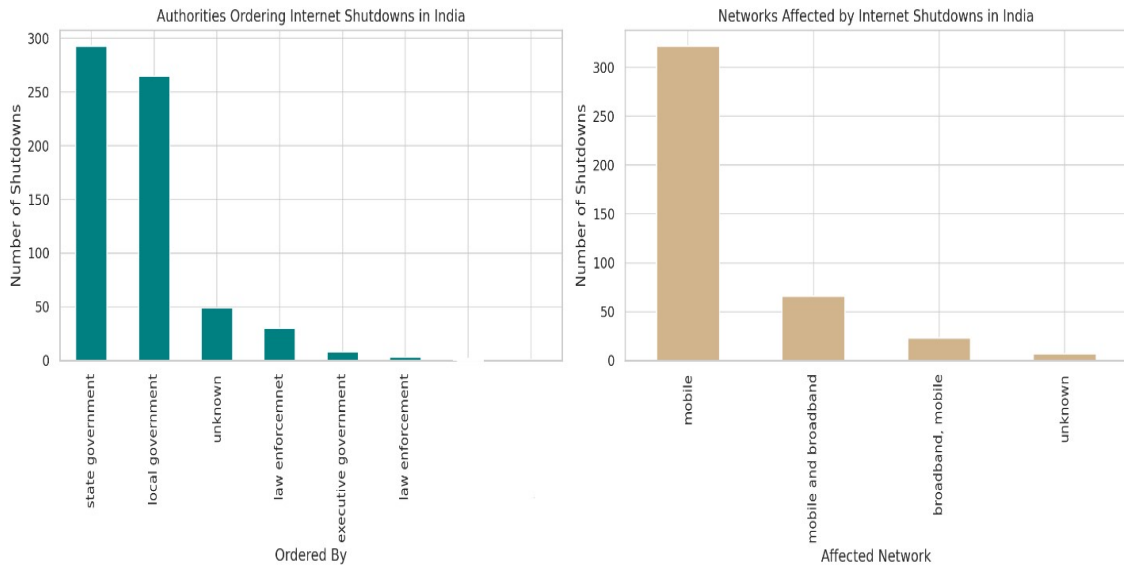 Authorities Ordering Internet Shutdowns in India
Number of Shutdowns
300
250
200
150
100
50
0
state government
local government
unknown
law enforcemnet
executive government
law enforcement
Ordered By
Networks Affected by Internet Shutdowns in India
Number of Shutdowns
300
250
200
150
100
50
0
mobile
mobile and broadband
broadband, mobile
unknown
Affected Network